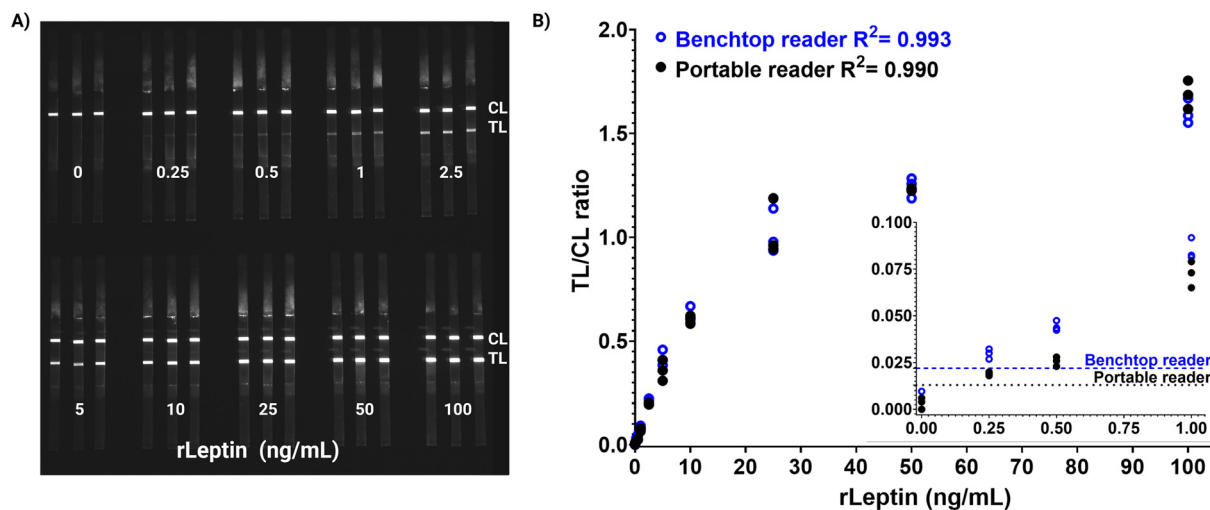 A)
CL
TL
0 0.25 0.5 1 2.5
CL
TL
5 10 25 50 100
rLeptin (ng/mL)
B)
Benchtop reader R²= 0.993
Portable reader R²= 0.990
TL/CL ratio
2.0
1.5
1.0
0.5
0.0
0 10 20 30 40 50 60 70 80 90 100
rLeptin (ng/mL)
0.100
0.075
0.050
0.025
0.000
Benchtop reader
Portable reader
0.00 0.25 0.50 0.75 1.00